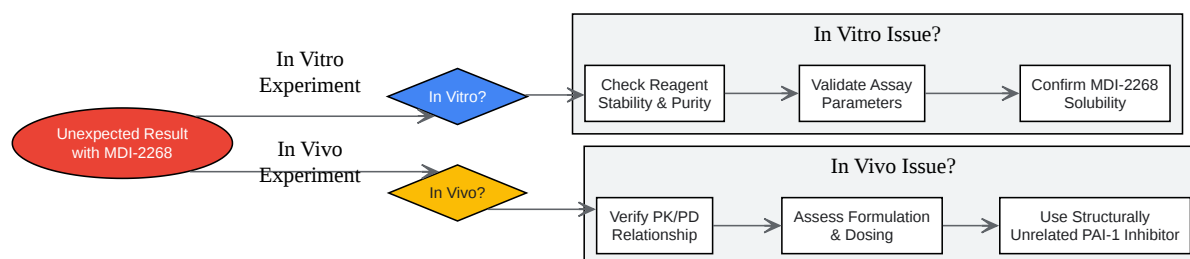 Unexpected Result
with MDI-2268
In Vitro
Experiment
In Vitro?
In Vitro Issue?
Check Reagent
Stability & Purity
Validate Assay
Parameters
Confirm MDI-2268
Solubility
In Vivo
Experiment
In Vivo?
In Vivo Issue?
Verify PK/PD
Relationship
Assess Formulation
& Dosing
Use Structurally
Unrelated PAI-1 Inhibitor